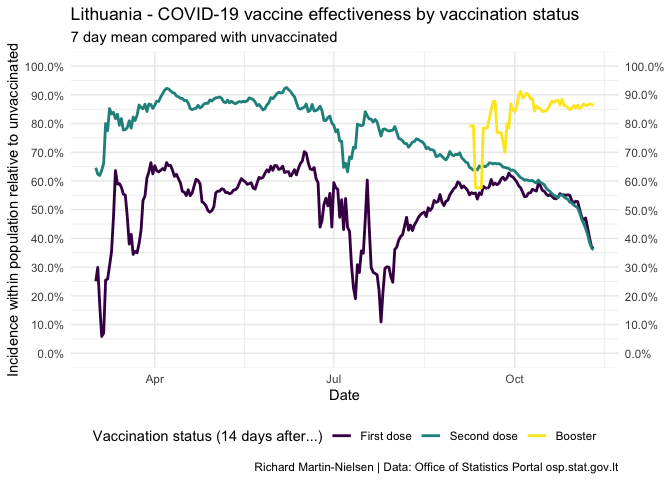 Lithuania - COVID-19 vaccine effectiveness by vaccination status
7 day mean compared with unvaccinated
Incidence within population relative to unvaccinated
100.0% 100.0%
90.0% 90.0%
80.0% 80.0%
70.0% 70.0%
60.0% 60.0%
50.0% 50.0%
40.0% 40.0%
30.0% 30.0%
20.0% 20.0%
10.0% 10.0%
0.0% 0.0%
Apr Jul Oct
Date
Vaccination status (14 days after...) First dose Second dose Booster
Richard Martin-Nielsen | Data: Office of Statistics Portal osp.stat.gov.lt